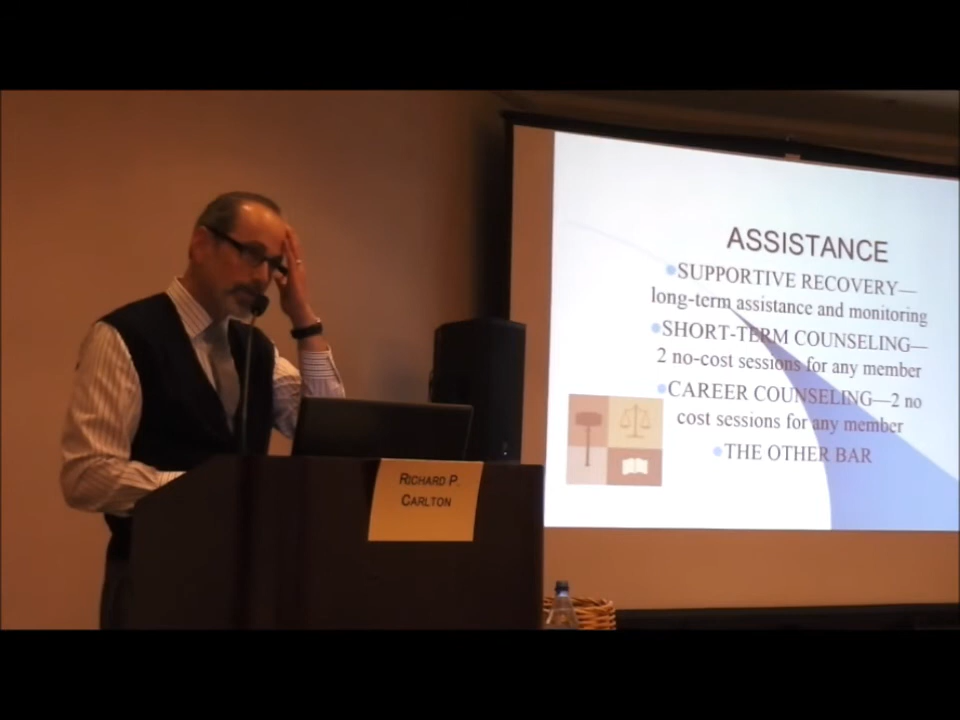 ASSISTANCE
SUPPORTIVE RECOVERY—
long-term assistance and monitoring
SHORT-TERM COUNSELING—
2 no-cost sessions for any member
CAREER COUNSELING—2 no
cost sessions for any member
THE OTHER BAR
RICHARD P.
CARLTON